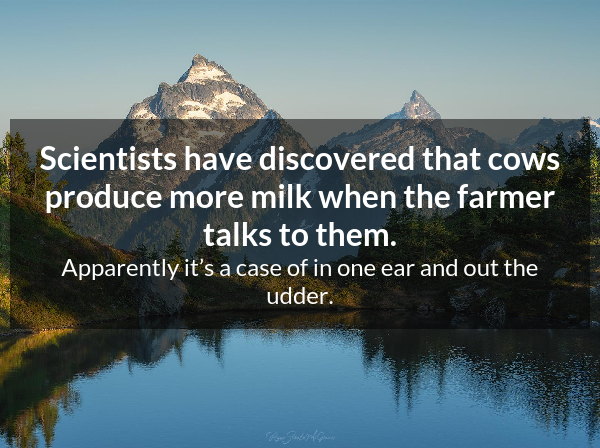 Scientists have discovered that cows
produce more milk when the farmer
talks to them.
Apparently it’s a case of in one ear and out the
udder.